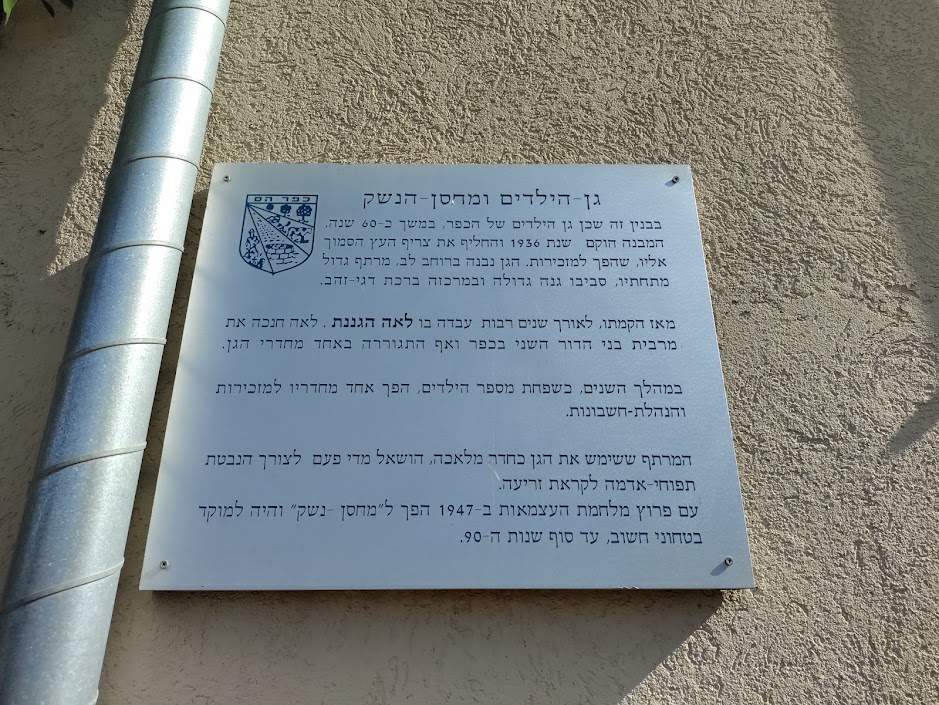 כפר הס
גן-הילדים ומחסן-הנשק
בבנין זה שכן גן הילדים של הכפר, במשך כ-60 שנה.
המבנה הוקם שנת 1936 והחליף את צריף העץ הסמוך
אליו, שהפך למזכירות. הגן נבנה ברוחב לב, מרתף גדול
מתחתיו, סביבו גנה גדולה ובמרכזה ברכת דגי-זהב.
מאז הקמתו, לאורך שנים רבות עבדה בו לאה הגננת . לאה חנכה את
מרבית בני הדור השני בכפר ואף התגוררה באחד מחדרי הגן.
במהלך השנים, כשפחת מספר הילדים, הפך אחד מחדריו למזכירות
והנהלת-חשבונות.
המרתף ששימש את הגן כחדר מלאכה, הושאל מדי פעם לצורך הנבטת
תפוחי-אדמה לקראת זריעה.
עם פרוץ מלחמת העצמאות ב-1947 הפך ל"מחסן -נשק" והיה למוקד
בטחוני חשוב, עד סוף שנות ה-90.